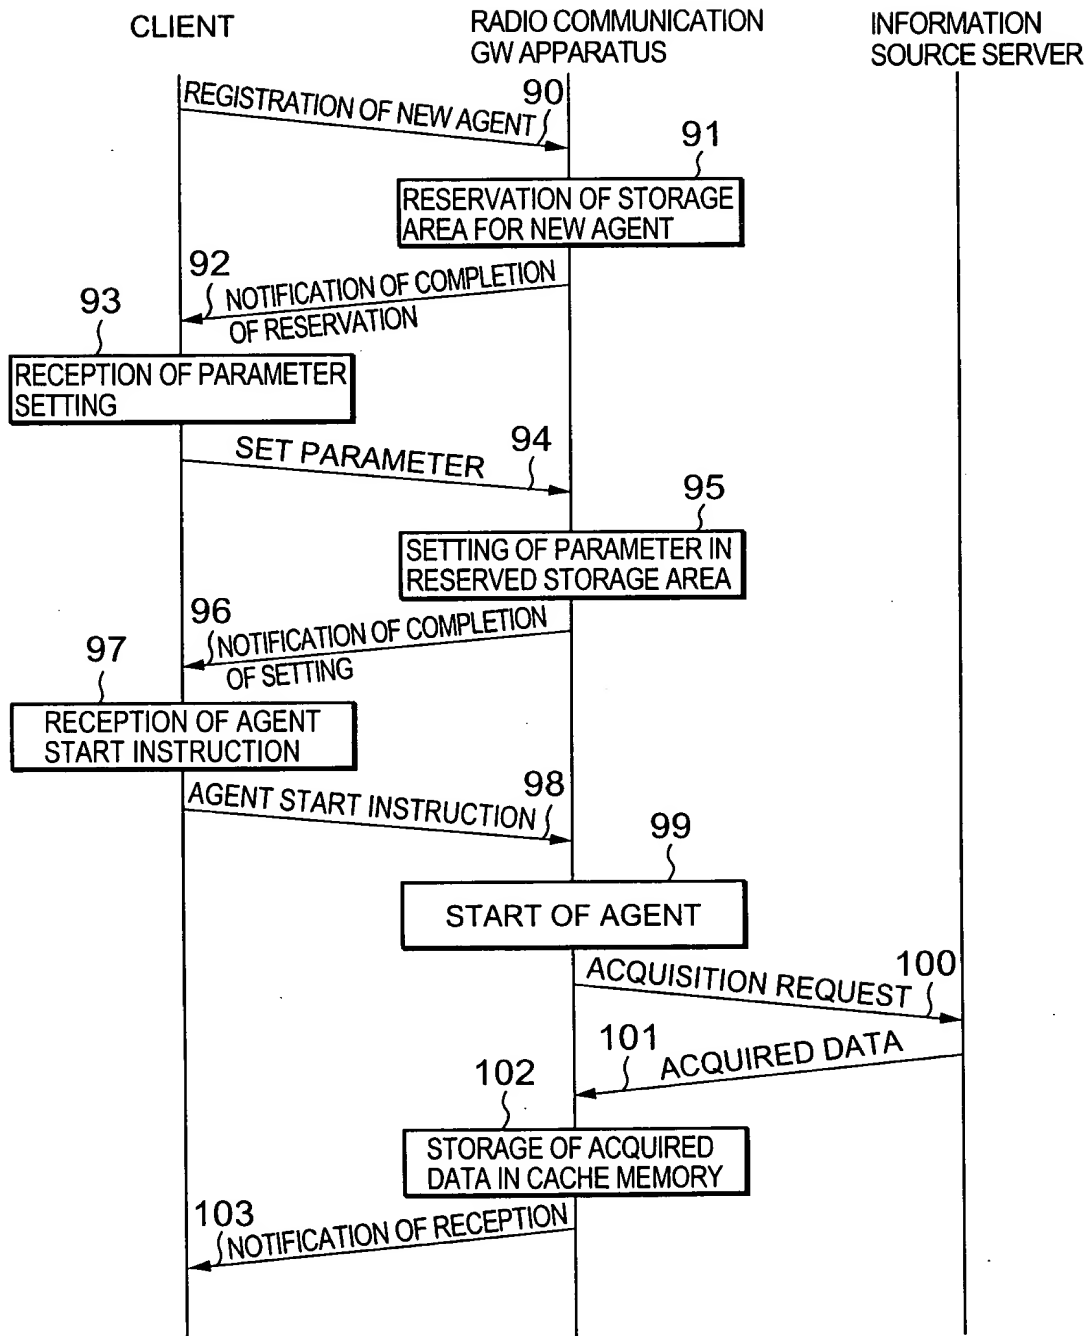 CLIENT
RADIO COMMUNICATION
GW APPARATUS
INFORMATION
SOURCE SERVER
REGISTRATION OF NEW AGENT
90
91
RESERVATION OF STORAGE
AREA FOR NEW AGENT
92
NOTIFICATION OF COMPLETION
OF RESERVATION
93
RECEPTION OF PARAMETER
SETTING
SET PARAMETER
94
95
SETTING OF PARAMETER IN
RESERVED STORAGE AREA
96
NOTIFICATION OF COMPLETION
OF SETTING
97
RECEPTION OF AGENT
START INSTRUCTION
AGENT START INSTRUCTION
98
99
START OF AGENT
ACQUISITION REQUEST
100
101
ACQUIRED DATA
102
STORAGE OF ACQUIRED
DATA IN CACHE MEMORY
103
NOTIFICATION OF RECEPTION